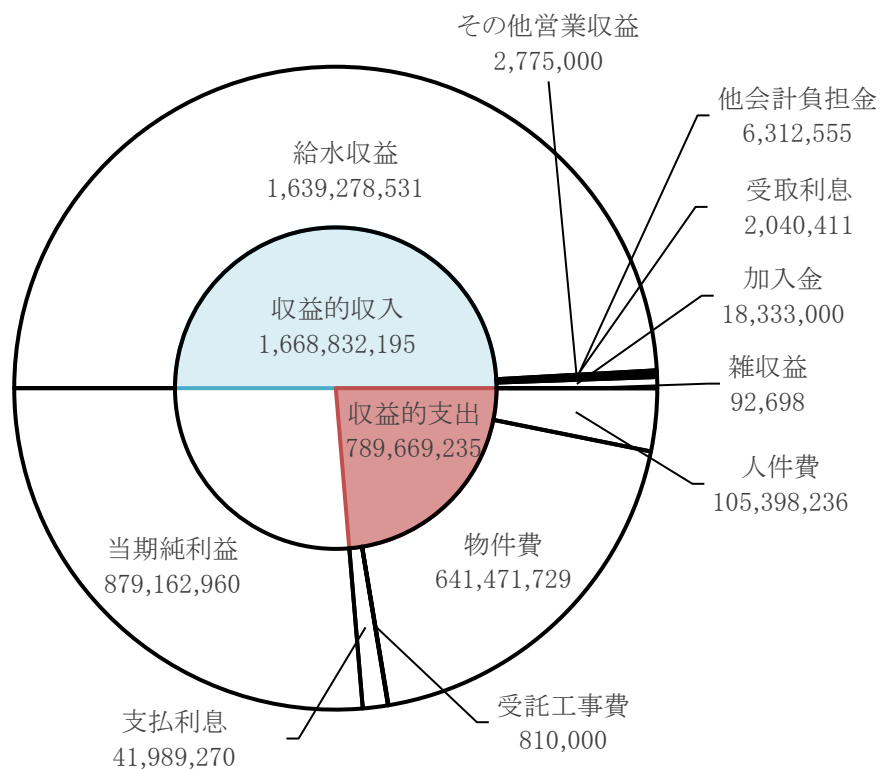 その他営業収益
2,775,000
他会計負担金
6,312,555
給水収益
1,639,278,531
受取利息
2,040,411
加入金
18,333,000
収益的収入
1,668,832,195
雑収益
92,698
収益的支出
789,669,235
人件費
105,398,236
物件費
641,471,729
当期純利益
879,162,960
受託工事費
810,000
支払利息
41,989,270